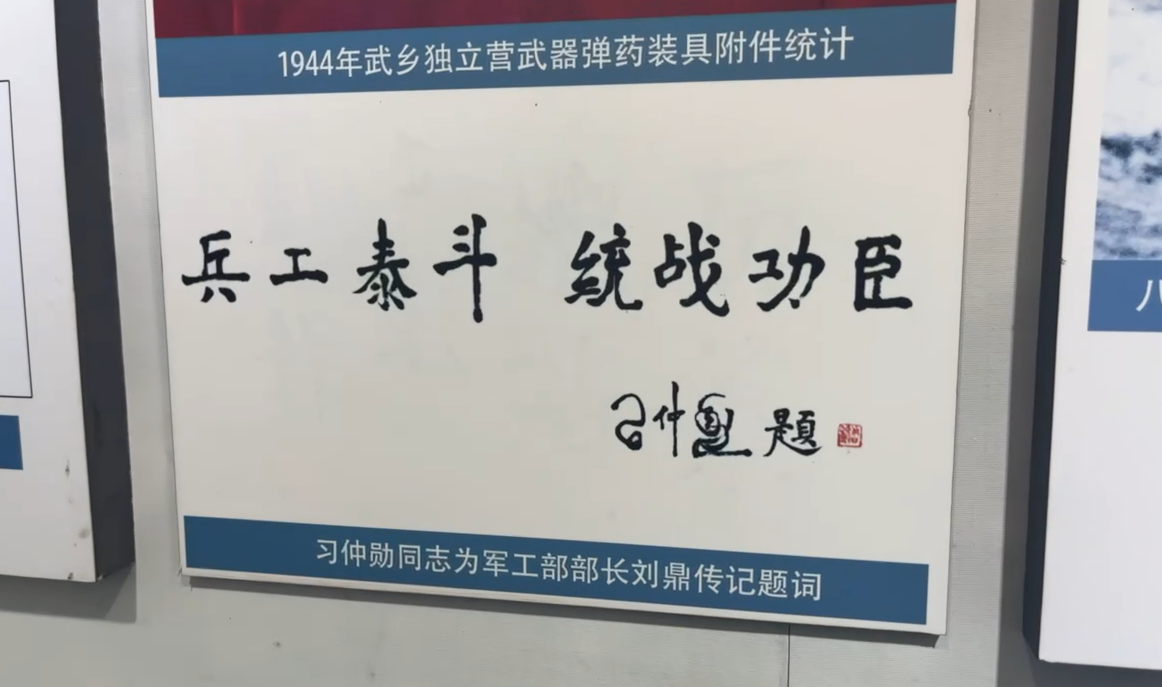 1944年武乡独立营武器弹药装具附件统计
兵工泰斗 统战功臣
习仲勋 题
习仲勋同志为军工部部长刘鼎传记题词
八